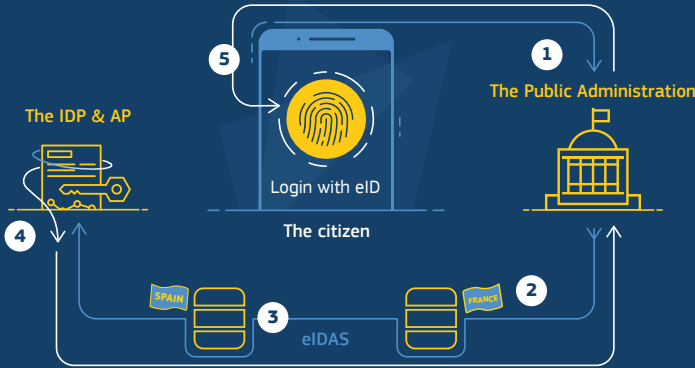 5
1
The Public Administration
The IDP & AP
Login with eID
4
The citizen
SPAIN
FRANCE
2
3
eIDAS